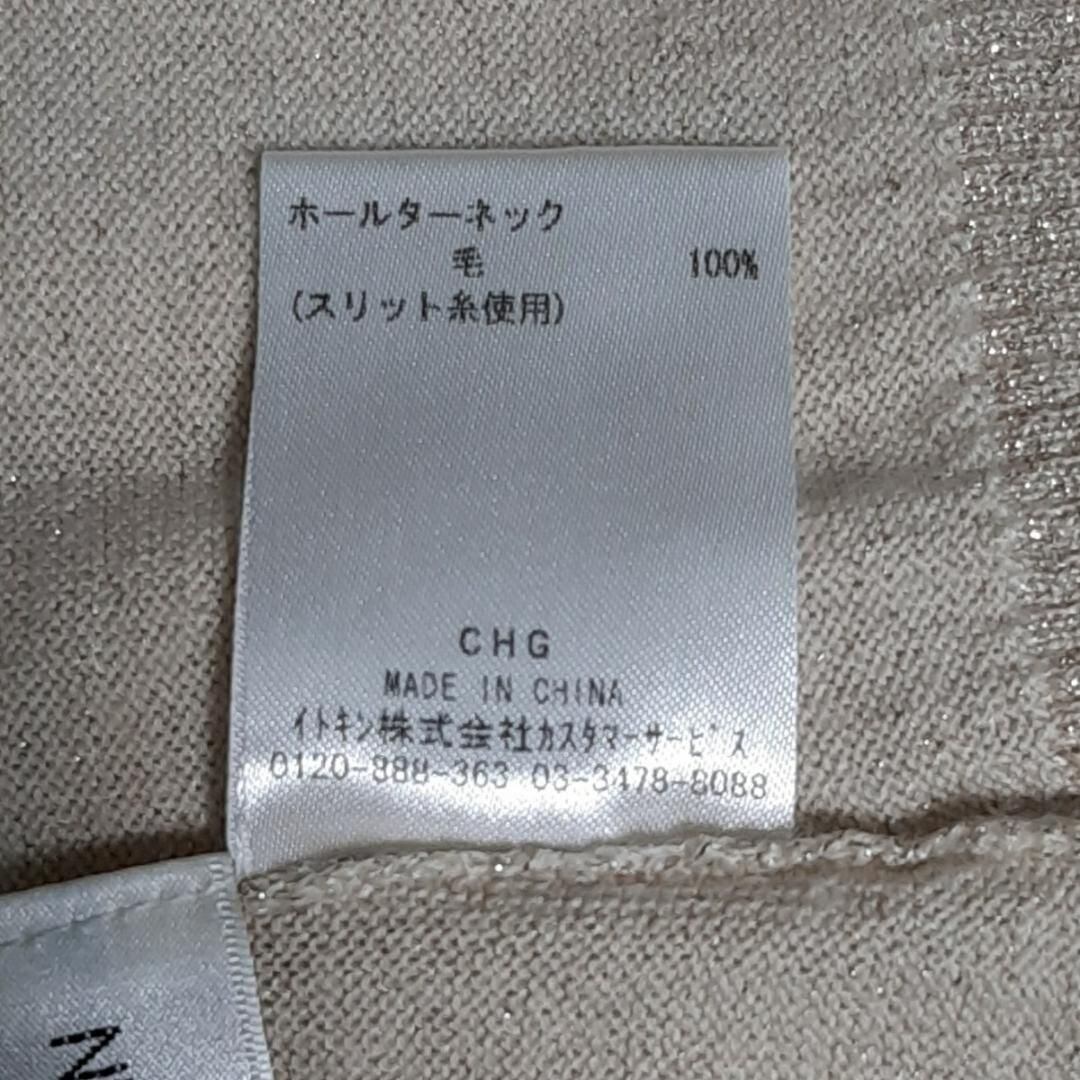 ホールターネック
毛 100%
(スリット糸使用)
CHG
MADE IN CHINA
イトキン株式会社カスタマーサービス
0120-888-363 03-3478-8088
N